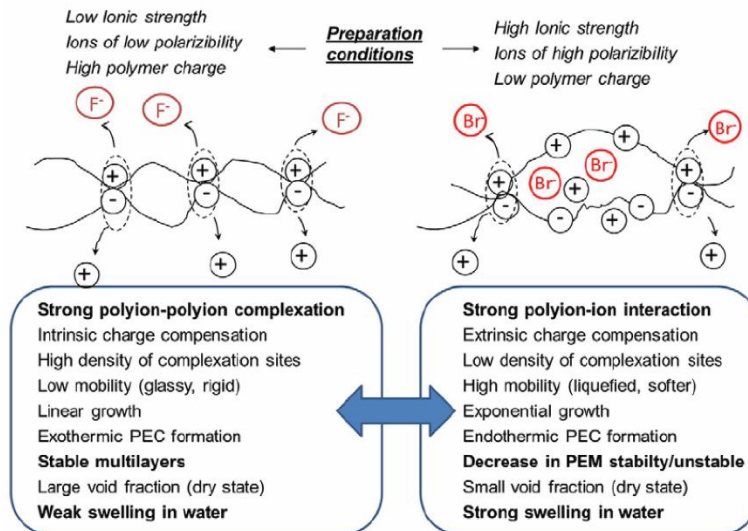 Low Ionic strength
Ions of low polarizibility
High polymer charge
Preparation
conditions
High Ionic strength
Ions of high polarizibility
Low polymer charge
F-
F-
F-
Br-
Br-
Br-
Br-
+
+
+
-
-
-
+
+
+
+
+
+
+
-
-
-
-
+
+
+
Strong polyion-polyion complexation
Intrinsic charge compensation
High density of complexation sites
Low mobility (glassy, rigid)
Linear growth
Exothermic PEC formation
Stable multilayers
Large void fraction (dry state)
Weak swelling in water
Strong polyion-ion interaction
Extrinsic charge compensation
Low density of complexation sites
High mobility (liquefied, softer)
Exponential growth
Endothermic PEC formation
Decrease in PEM stabilty/unstable
Small void fraction (dry state)
Strong swelling in water